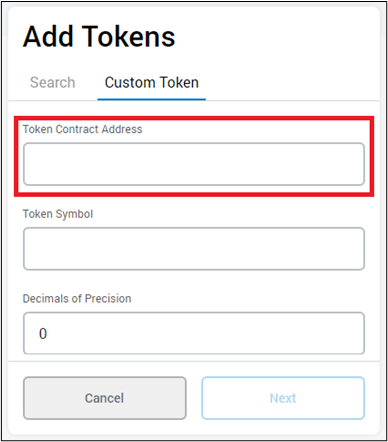 Add Tokens
Search Custom Token
Token Contract Address
Token Symbol
Decimals of Precision
0
Cancel Next